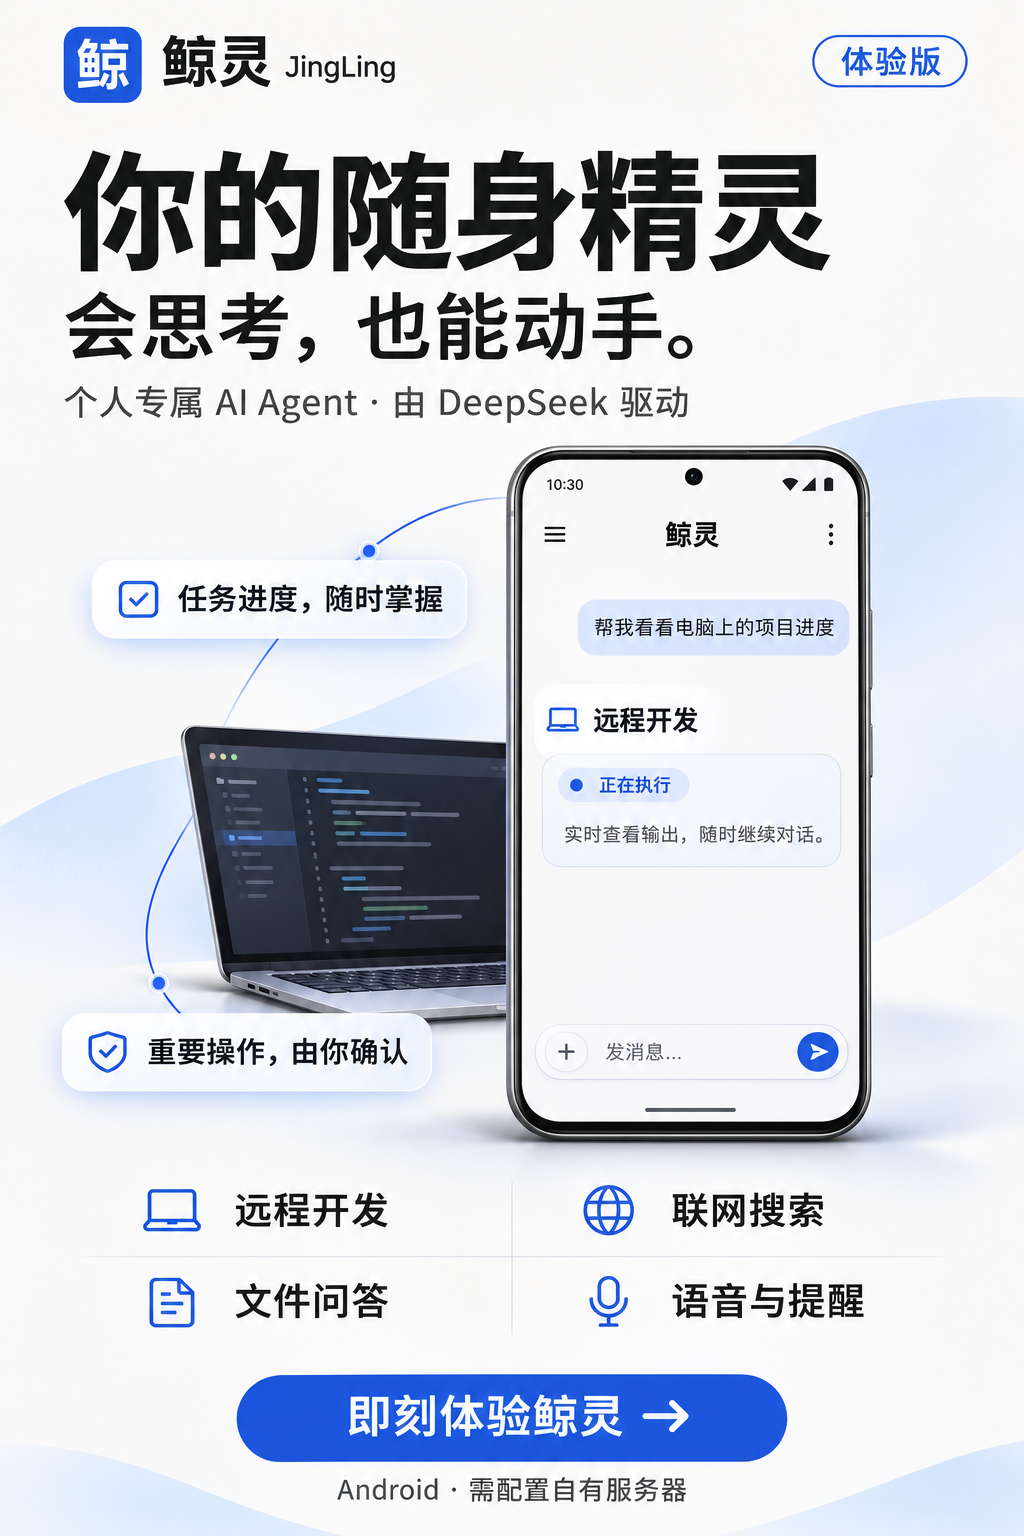 鲸 鲸灵 JingLing
体验版
你的随身精灵
会思考，也能动手。
个人专属 AI Agent · 由 DeepSeek 驱动
10:30
鲸灵
任务进度，随时掌握
帮我看看电脑上的项目进度
远程开发
正在执行
实时查看输出，随时继续对话。
重要操作，由你确认
发消息...
远程开发
联网搜索
文件问答
语音与提醒
即刻体验鲸灵 →
Android · 需配置自有服务器